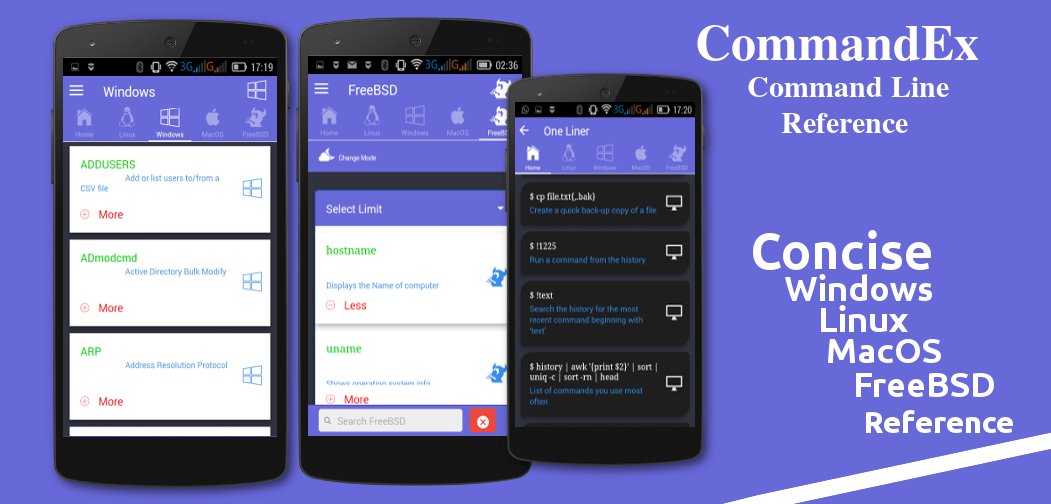 17:19
Windows
Home Linux Windows MacOS FreeBSD
ADDUSERS
Add or list users to/from a
CSV file
More
ADmodcmd
Active Directory Bulk Modify
More
ARP
Address Resolution Protocol
More
3G G 02:36
FreeBSD
Home Linux Windows MacOS FreeBS
Change Mode
Select Limit
hostname
Displays the Name of computer
Less
uname
Shows operating system info
More
Search FreeBSD
3G G 17:20
One Liner
Home Linux Windows MacOS FreeBSD
$ cp file.txt{,.bak}
Create a quick back-up copy of a file
$ !1225
Run a command from the history
$ !text
Search the history for the most
recent command beginning with
'text'
$ history | awk '{print $2}' | sort |
uniq -c | sort -rn | head
List of commands you use most
often
CommandEx
Command Line
Reference
Concise
Windows
Linux
MacOS
FreeBSD
Reference